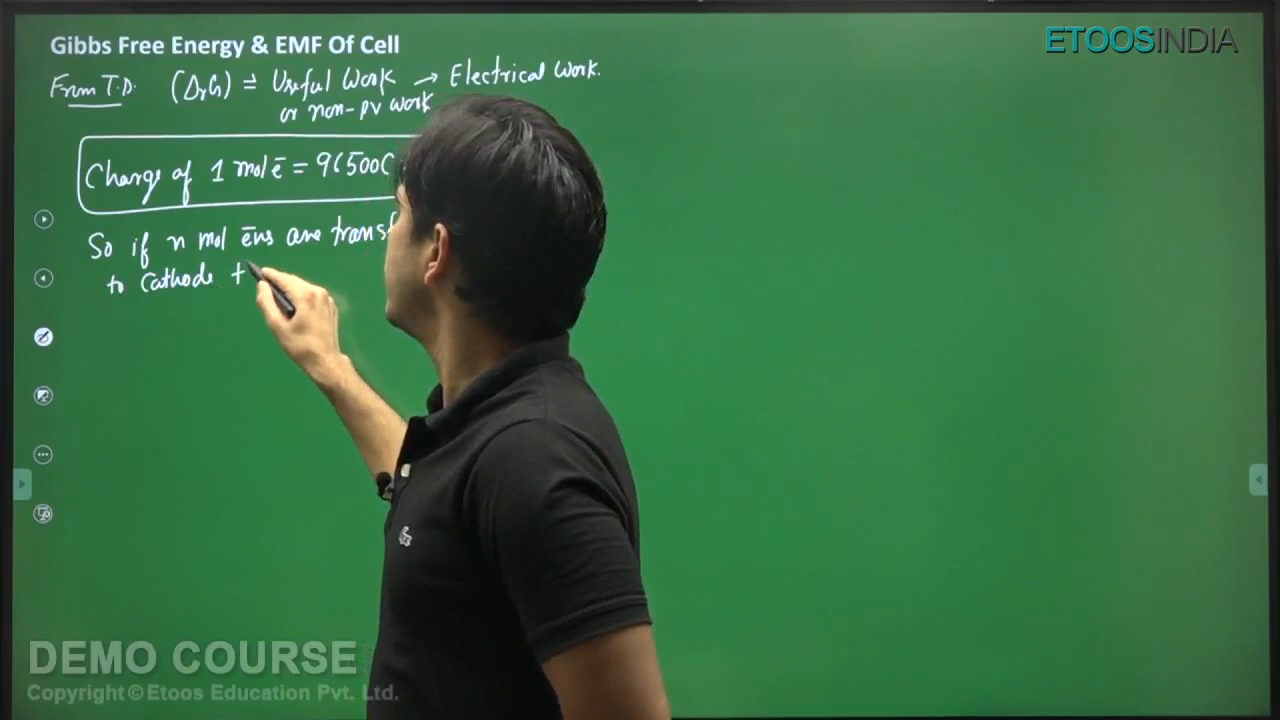 Gibbs Free Energy & EMF Of Cell
ETOOSINDIA
From T.D. (ΔrG) = Useful Work → Electrical Work.
or non-PV work
Charge of 1 mol ē = 96500C
So if n mol ēns are transf
to Cathode t
DEMO COURSE
Copyright © Etoos Education Pvt. Ltd.